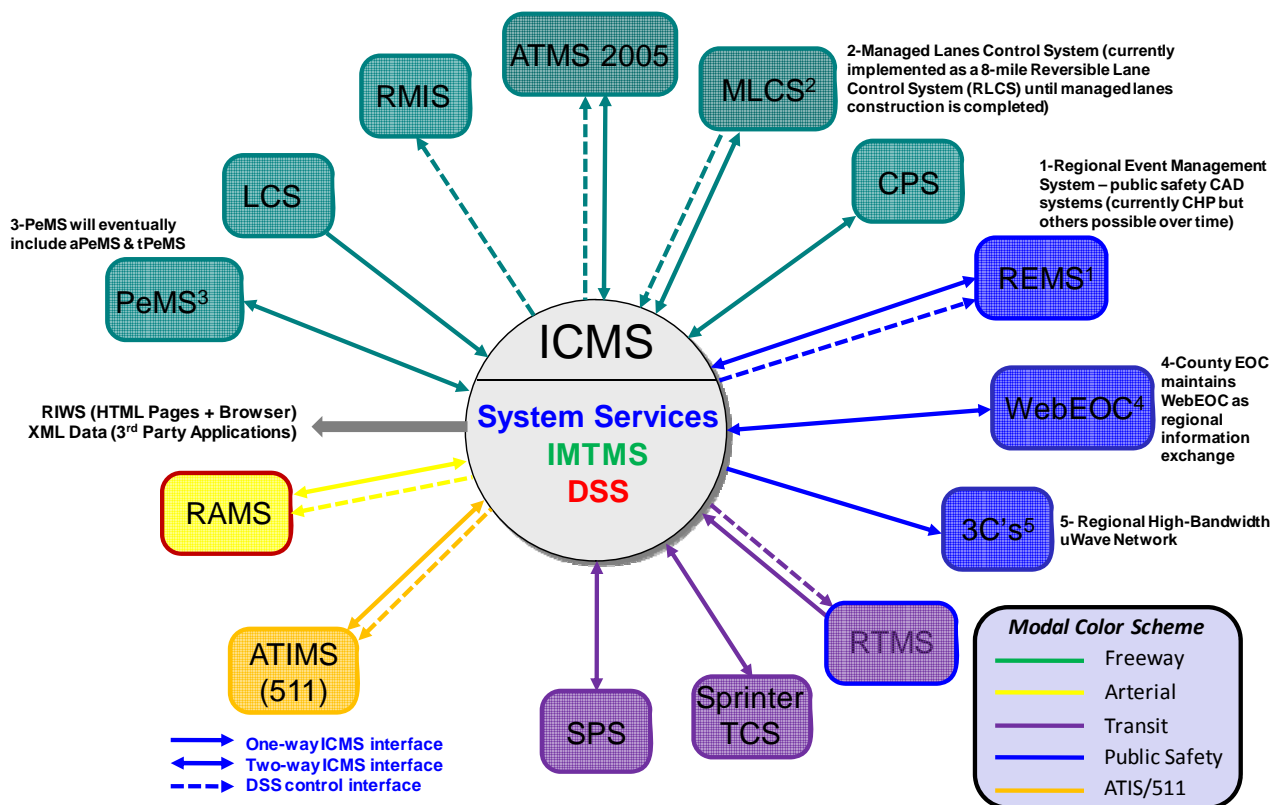 ATMS 2005
RMIS
MLCS2
2-Managed Lanes Control System (currently
implemented as a 8-mile Reversible Lane
Control System (RLCS) until managed lanes
construction is completed)
LCS
CPS
1-Regional Event Management
System – public safety CAD
systems (currently CHP but
others possible over time)
3-PeMS will eventually
include aPeMS & tPeMS
PeMS3
REMS1
ICMS
System Services
IMTMS
DSS
RIWS (HTML Pages + Browser)
XML Data (3rd Party Applications)
WebEOC4
4-County EOC
maintains
WebEOC as
regional
information
exchange
RAMS
3C's5
5- Regional High-Bandwidth
uWave Network
ATIMS
(511)
SPS
Sprinter
TCS
RTMS
One-way ICMS interface
Two-way ICMS interface
DSS control interface
Modal Color Scheme
Freeway
Arterial
Transit
Public Safety
ATIS/511